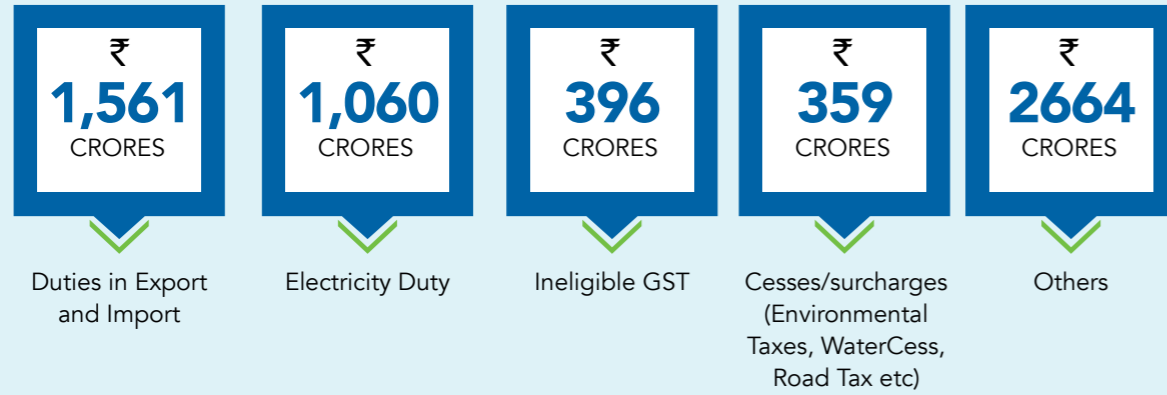 ₹
1,561
CRORES
Duties in Export
and Import
₹
1,060
CRORES
Electricity Duty
₹
396
CRORES
Ineligible GST
₹
359
CRORES
Cesses/surcharges
(Environmental
Taxes, WaterCess,
Road Tax etc)
₹
2664
CRORES
Others